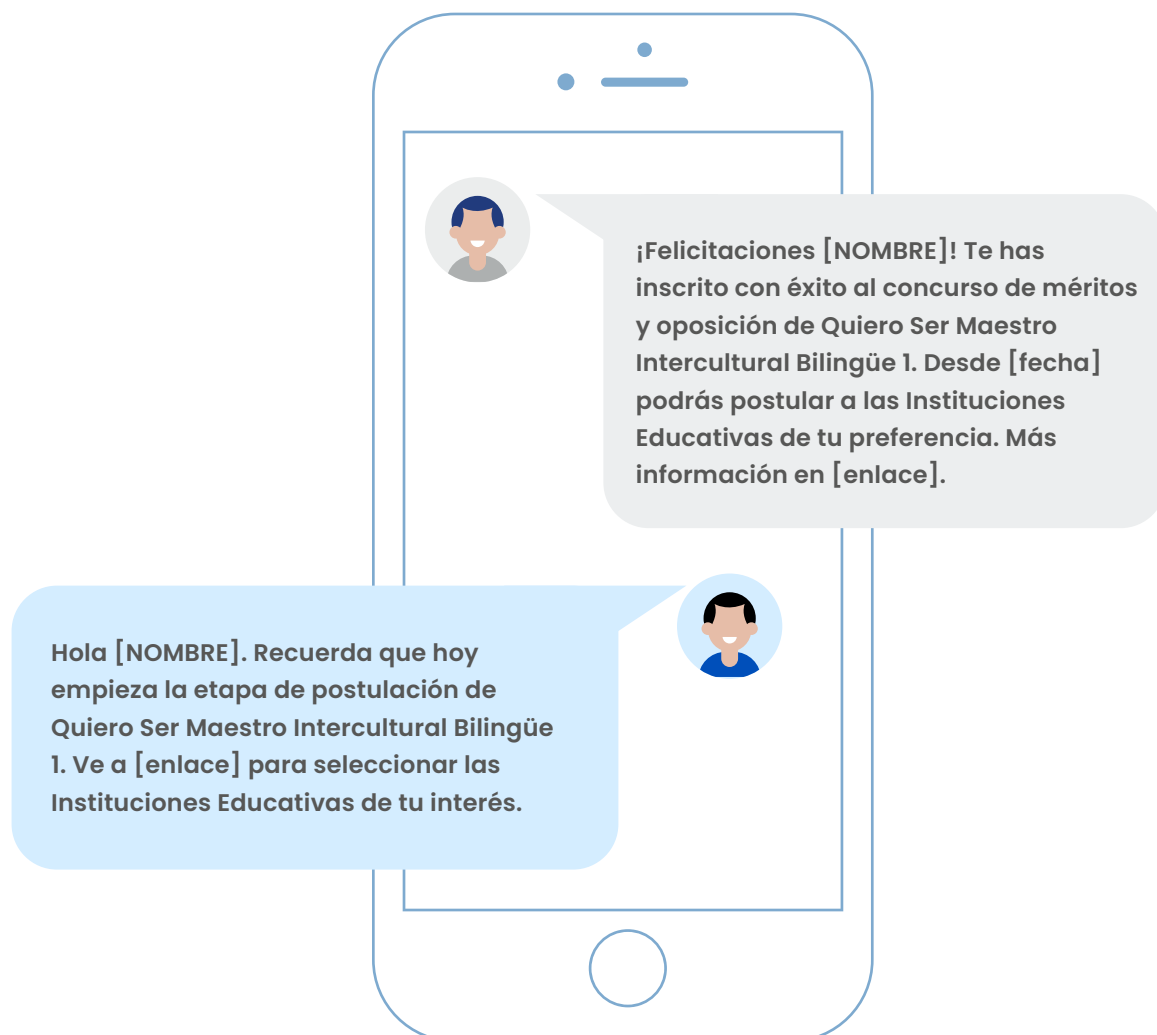 ¡Felicitaciones [NOMBRE]! Te has
inscrito con éxito al concurso de méritos
y oposición de Quiero Ser Maestro
Intercultural Bilingüe 1. Desde [fecha]
podrás postular a las Instituciones
Educativas de tu preferencia. Más
información en [enlace].
Hola [NOMBRE]. Recuerda que hoy
empieza la etapa de postulación de
Quiero Ser Maestro Intercultural Bilingüe
1. Ve a [enlace] para seleccionar las
Instituciones Educativas de tu interés.